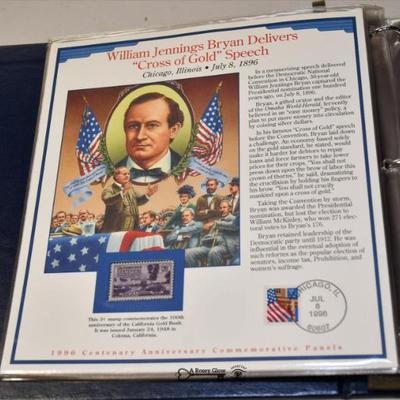 William Jennings Bryan Delivers
"Cross of Gold" Speech
Chicago, Illinois • July 8, 1896
In a mesmerizing speech delivered
before the Democratic National
Convention in Chicago, 36-year-old
William Jennings Bryan captured the
Presidential nomination one hundred
years ago, on July 8, 1896.
Bryan, a gifted orator and the editor
of the Omaha World-Herald, fervently
believed in an "easy money" policy, a
plan to put more money into circulation
by coining silver dollars.
In his famous "Cross of Gold" speech
before the Convention, Bryan laid down
a challenge. An economy based solely
on the gold standard, he stated, would
make it harder for debtors to repay
loans and force farmers to take lower
prices for their crops. "You shall not
press down upon the brow of labor this
crown of thorns," he said, dramatizing
the crucifixion by holding his fingers to
his brow. "You shall not crucify
mankind upon a cross of gold."
Taking the Convention by storm,
Bryan was awarded the Presidential
nomination, but lost the election to
William McKinley, who won 271 elec-
toral votes to Bryan's 176.
Bryan retained leadership of the
Democratic party until 1912. He was
influential in the eventual adoption of
such reforms as the popular election of
senators, income tax, Prohibition, and
women's suffrage.
This 3¢ stamp commemorates the 100th
anniversary of the California Gold Rush.
It was issued January 24, 1948 in
Coloma, California.
CHICAGO, IL
JUL
8
1996
60607
1996 Centenary Anniversary Commemorative Panels
A Rosey Glow